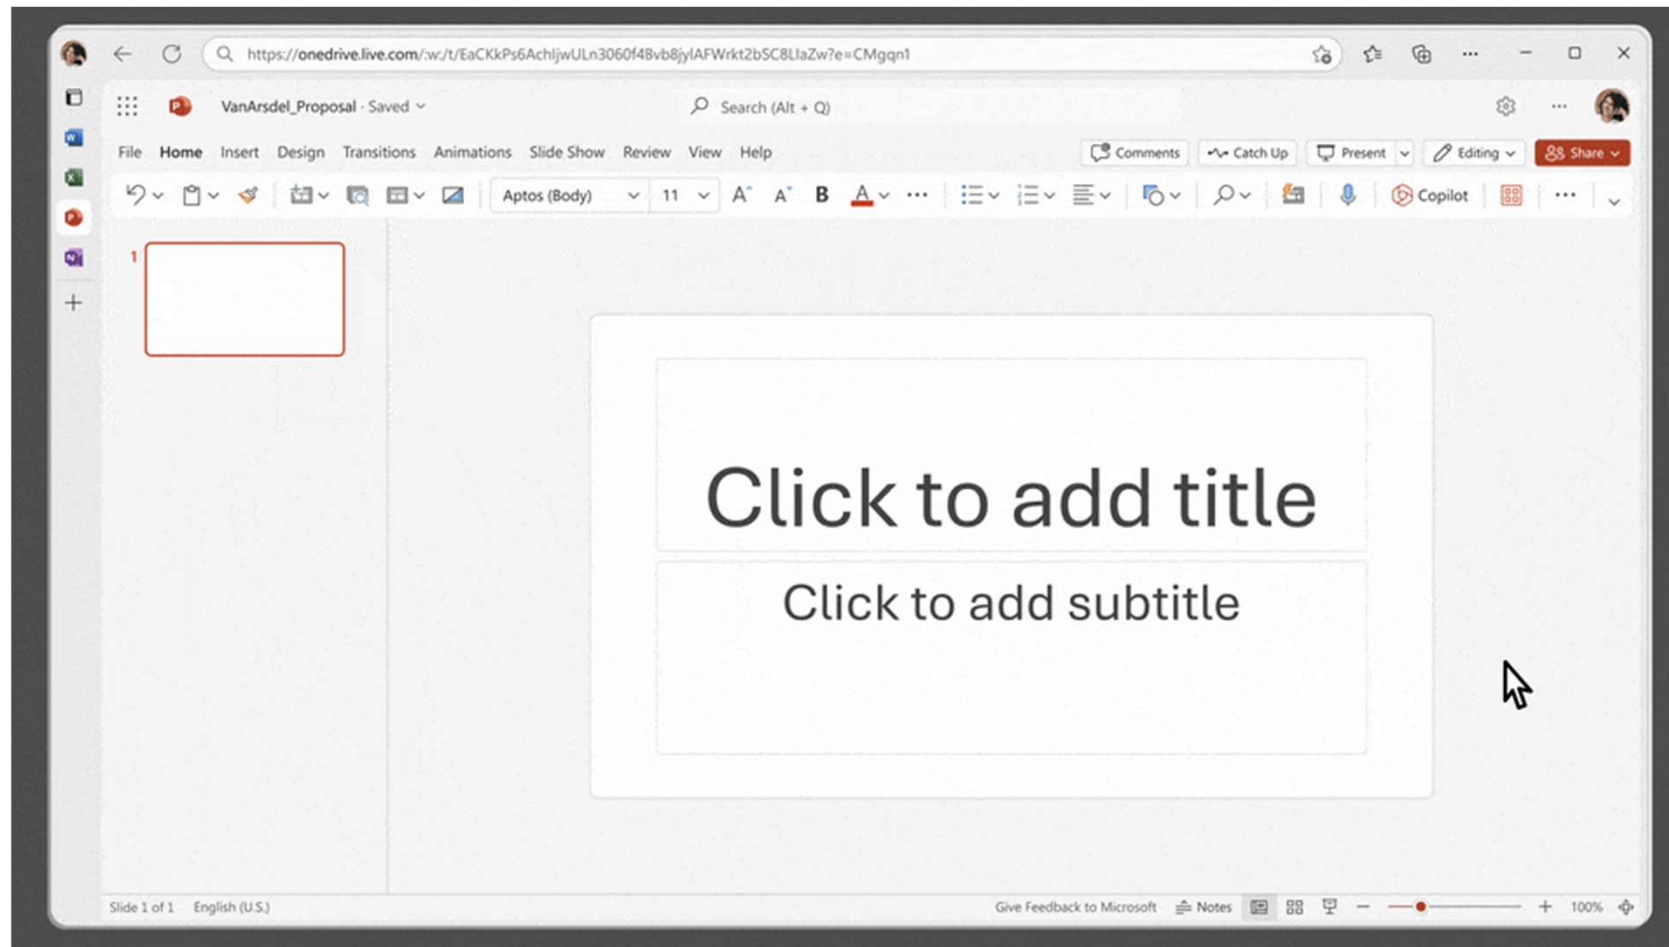 https://onedrive.live.com/:w:/t/EaCKkPs6AchIjwULn3060f4Bvb8jylAFWrkt2bSC8LIaZw?e=CMgqn1
VanArsdel_Proposal · Saved
Search (Alt + Q)
File Home Insert Design Transitions Animations Slide Show Review View Help Comments Catch Up Present Editing Share
Aptos (Body) 11 A A B A Copilot
1
Click to add title
Click to add subtitle
Slide 1 of 1 English (U.S.) Give Feedback to Microsoft Notes 100%